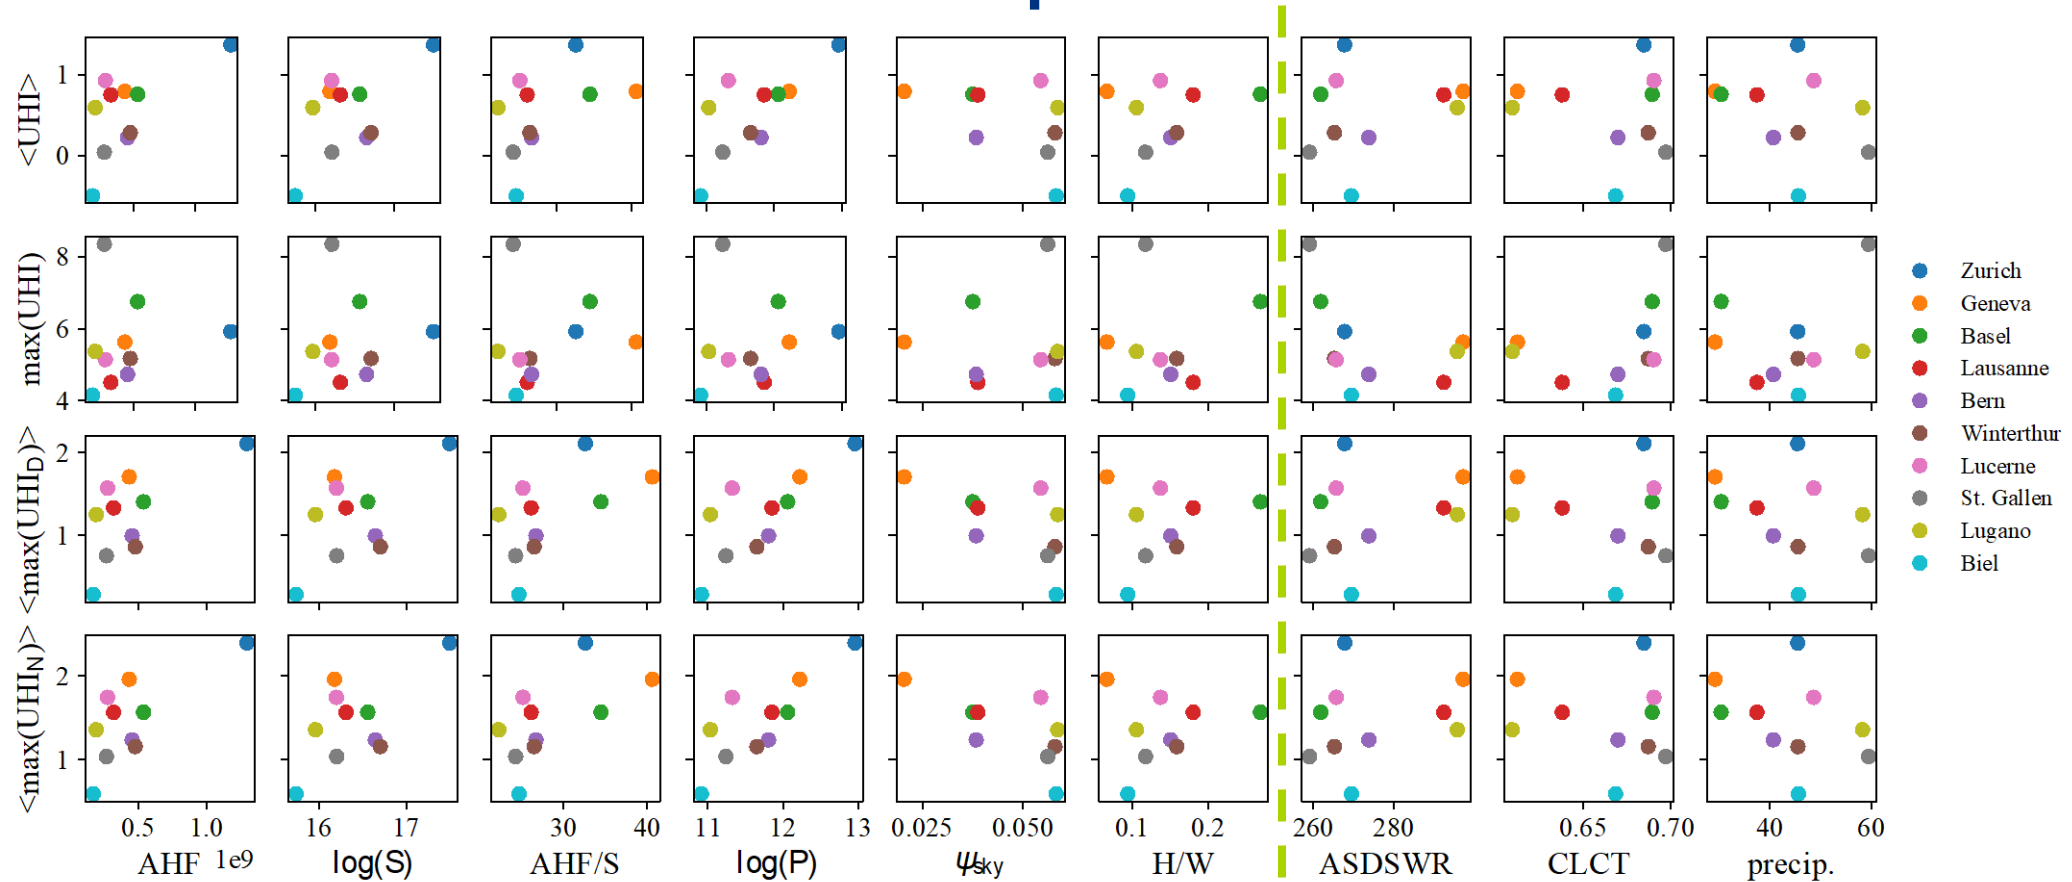 <UHI>
1
0
max(UHI)
8
6
4
<max(UHI_D)>
2
1
<max(UHI_N)>
2
1
0.5 1.0
16 17
30 40
11 12 13
0.025 0.050
0.1 0.2
260 280
0.65 0.70
40 60
AHF 1e9
log(S)
AHF/S
log(P)
ψsky
H/W
ASDSWR
CLCT
precip.
Zurich
Geneva
Basel
Lausanne
Bern
Winterthur
Lucerne
St. Gallen
Lugano
Biel